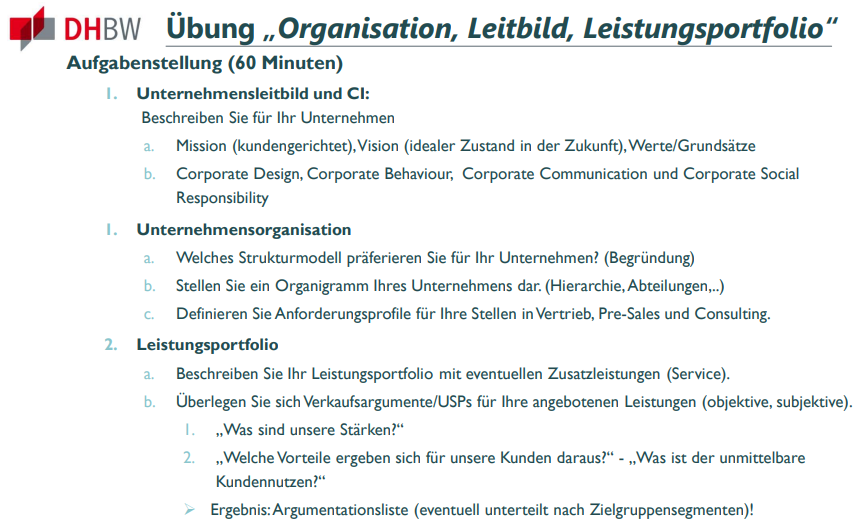 DHBW Übung „Organisation, Leitbild, Leistungsportfolio“
Aufgabenstellung (60 Minuten)
1. Unternehmensleitbild und CI:
Beschreiben Sie für Ihr Unternehmen
a. Mission (kundengerichtet), Vision (idealer Zustand in der Zukunft), Werte/Grundsätze
b. Corporate Design, Corporate Behaviour, Corporate Communication und Corporate Social
Responsibility
1. Unternehmensorganisation
a. Welches Strukturmodell präferieren Sie für Ihr Unternehmen? (Begründung)
b. Stellen Sie ein Organigramm Ihres Unternehmens dar. (Hierarchie, Abteilungen,..)
c. Definieren Sie Anforderungsprofile für Ihre Stellen in Vertrieb, Pre-Sales und Consulting.
2. Leistungsportfolio
a. Beschreiben Sie Ihr Leistungsportfolio mit eventuellen Zusatzleistungen (Service).
b. Überlegen Sie sich Verkaufsargumente/USPs für Ihre angebotenen Leistungen (objektive, subjektive).
1. „Was sind unsere Stärken?“
2. „Welche Vorteile ergeben sich für unsere Kunden daraus?“ - „Was ist der unmittelbare
Kundennutzen?“
➢ Ergebnis: Argumentationsliste (eventuell unterteilt nach Zielgruppensegmenten)!